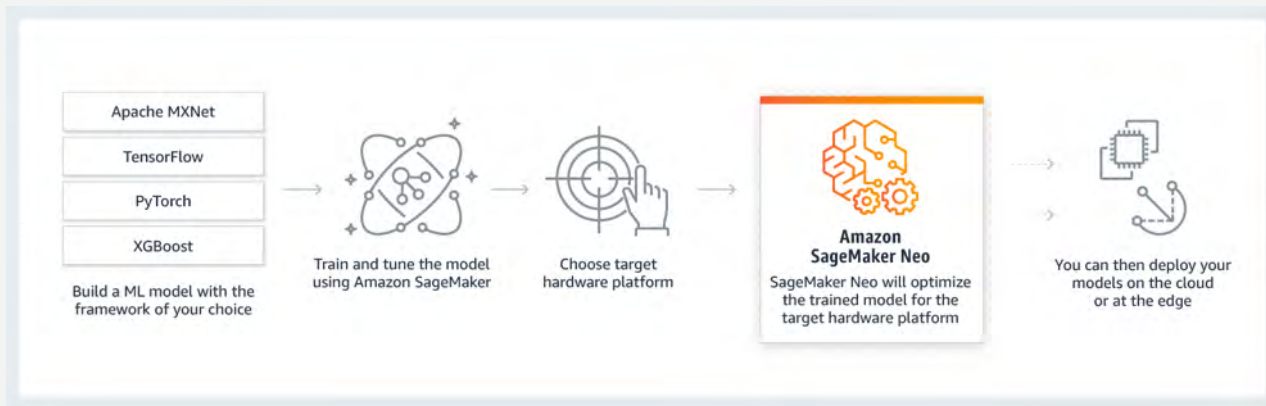 Apache MXNet
TensorFlow
PyTorch
XGBoost
Build a ML model with the
framework of your choice
Train and tune the model
using Amazon SageMaker
Choose target
hardware platform
Amazon
SageMaker Neo
SageMaker Neo will optimize
the trained model for the
target hardware platform
You can then deploy your
models on the cloud
or at the edge